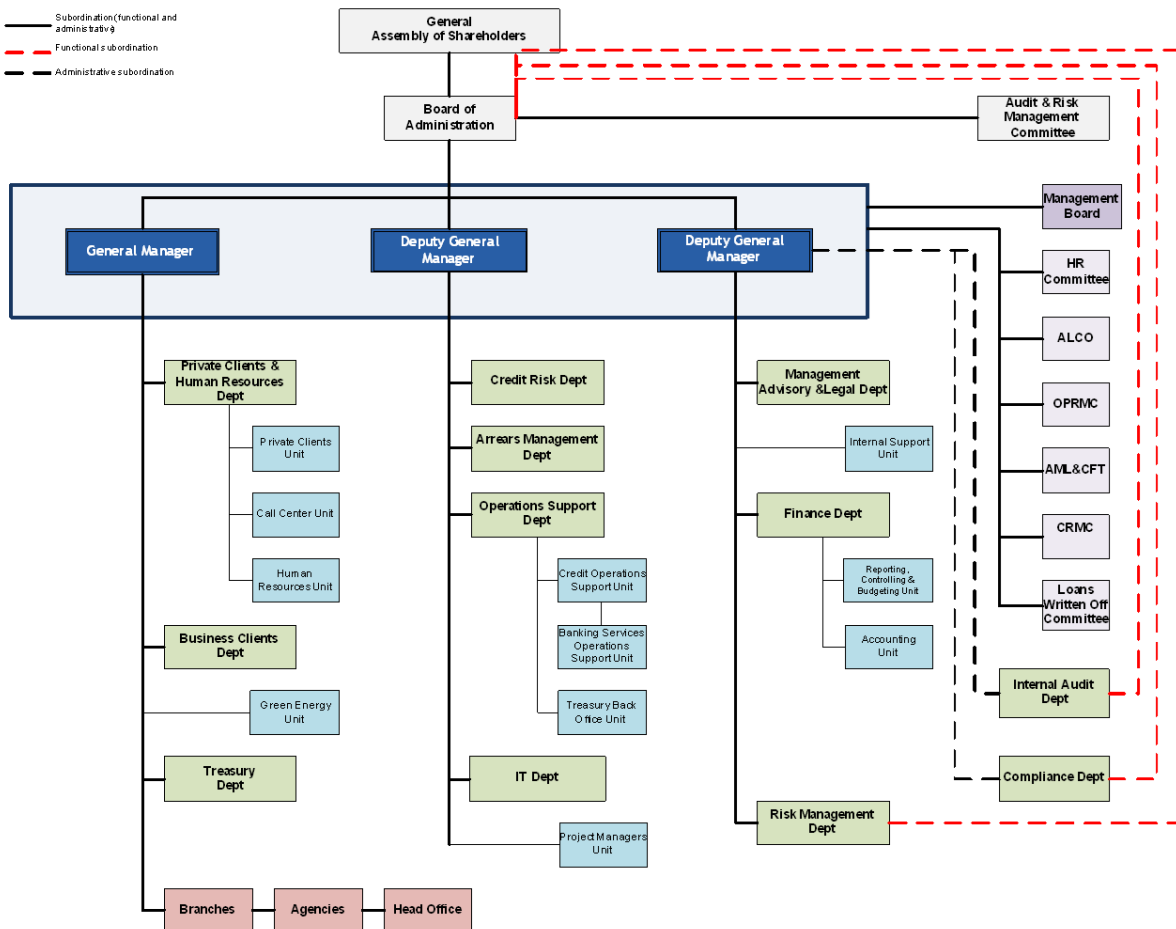 Subordination (functional and
administrative)
Functional subordination
Administrative subordination
General
Assembly of Shareholders
Board of
Administration
Audit & Risk
Management
Committee
Management
Board
General Manager
Deputy General
Manager
Deputy General
Manager
HR
Committee
ALCO
OPRMC
AML&CFT
CRMC
Loans
Written Off
Committee
Internal Audit
Dept
Compliance Dept
Private Clients &
Human Resources
Dept
Private Clients
Unit
Call Center Unit
Human
Resources Unit
Business Clients
Dept
Green Energy
Unit
Treasury
Dept
Branches
Agencies
Head Office
Credit Risk Dept
Arrears Management
Dept
Operations Support
Dept
Credit Operations
Support Unit
Banking Services
Operations
Support Unit
Treasury Back
Office Unit
IT Dept
Project Managers
Unit
Management
Advisory &Legal Dept
Internal Support
Unit
Finance Dept
Reporting,
Controlling &
Budgeting Unit
Accounting
Unit
Risk Management
Dept